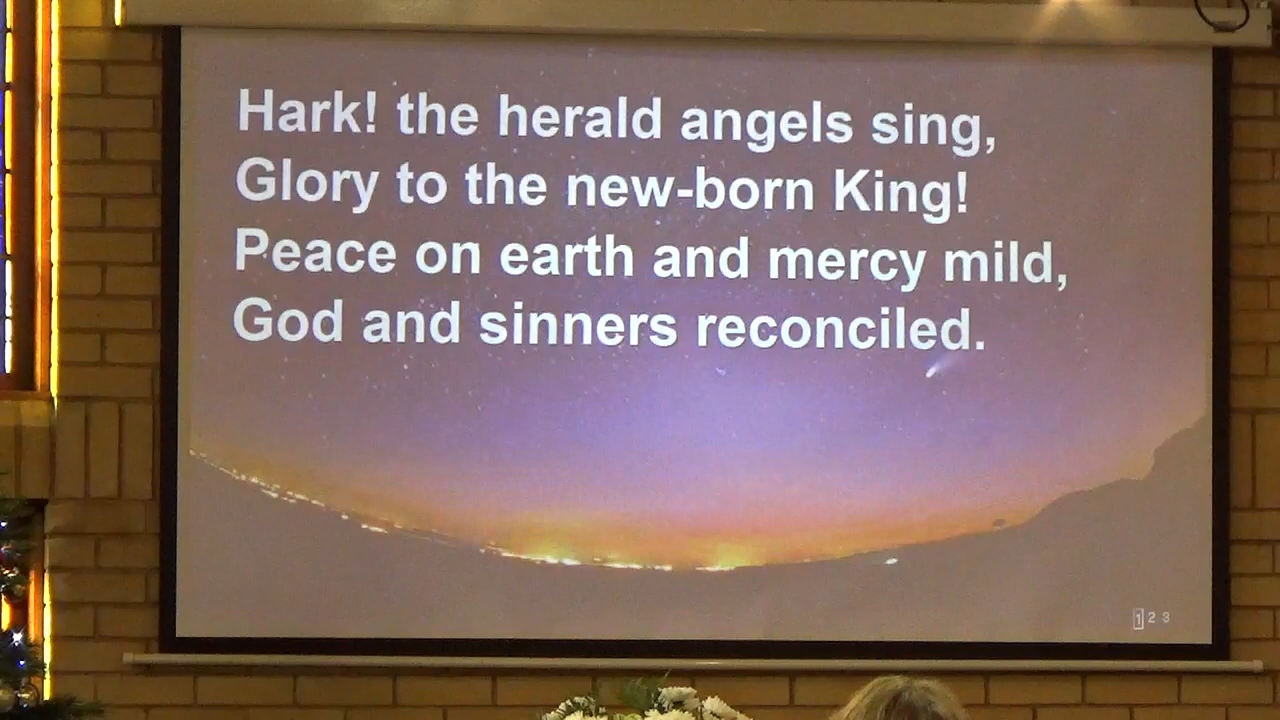 Hark! the herald angels sing,
Glory to the new-born King!
Peace on earth and mercy mild,
God and sinners reconciled.
1 2 3